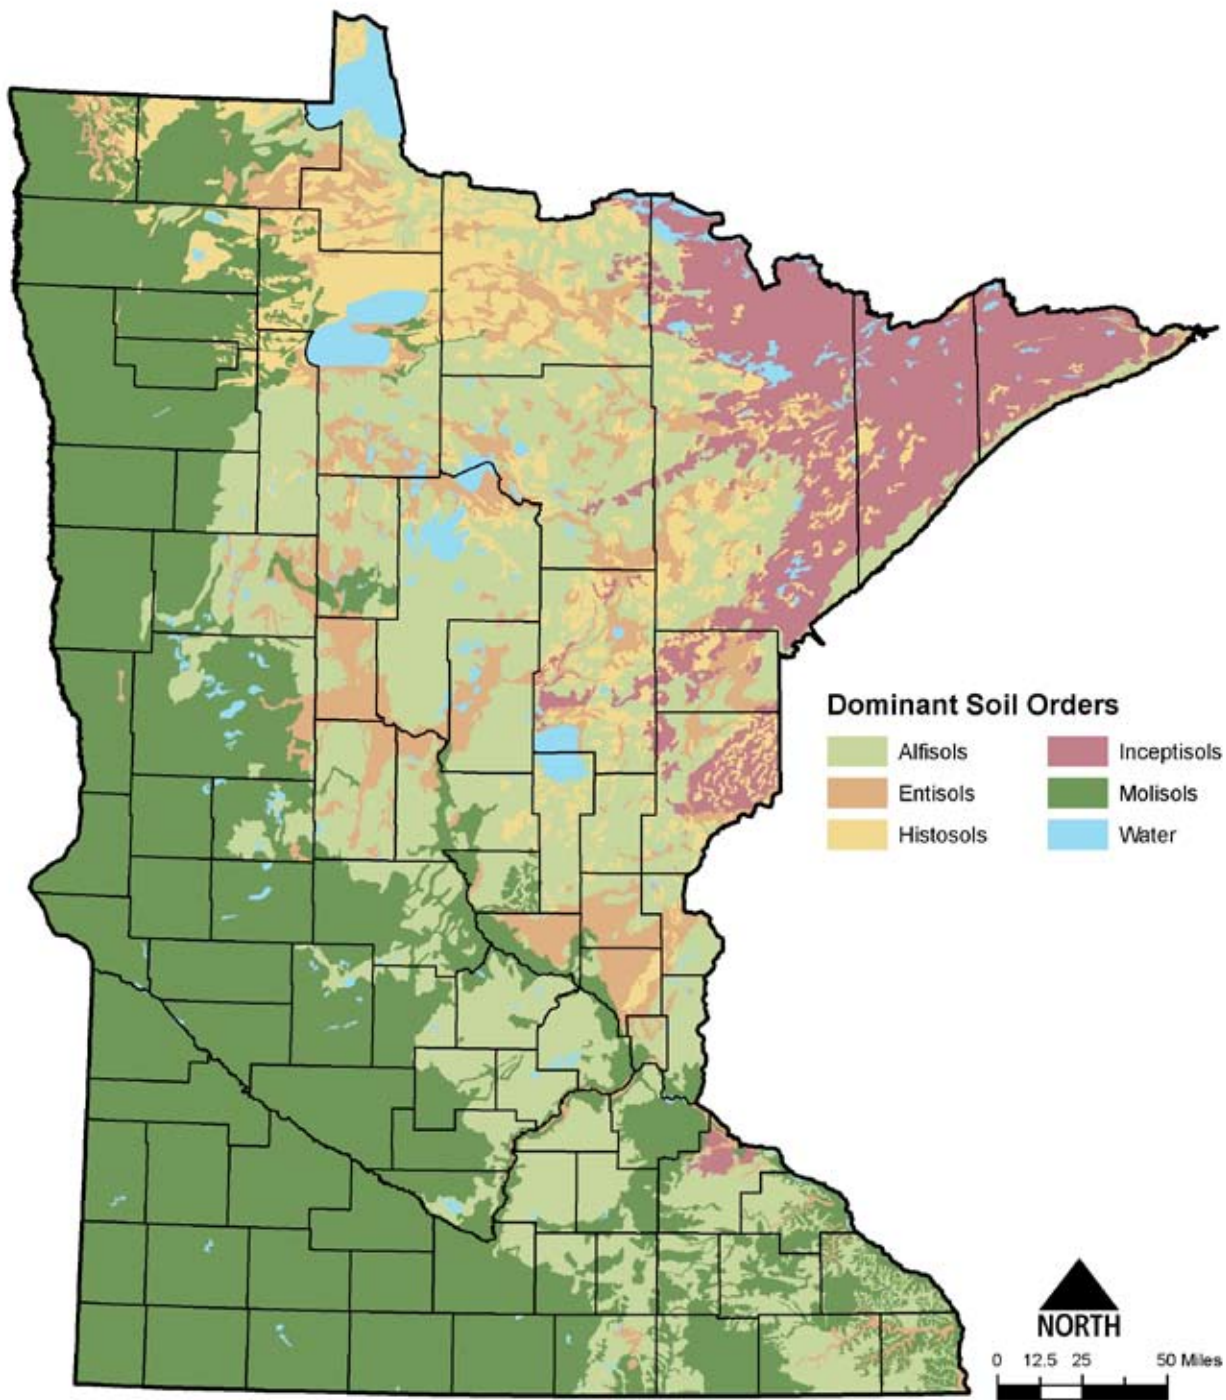 Dominant Soil Orders
Alfisols Inceptisols
Entisols Molisols
Histosols Water
NORTH
0 12.5 25 50 Miles